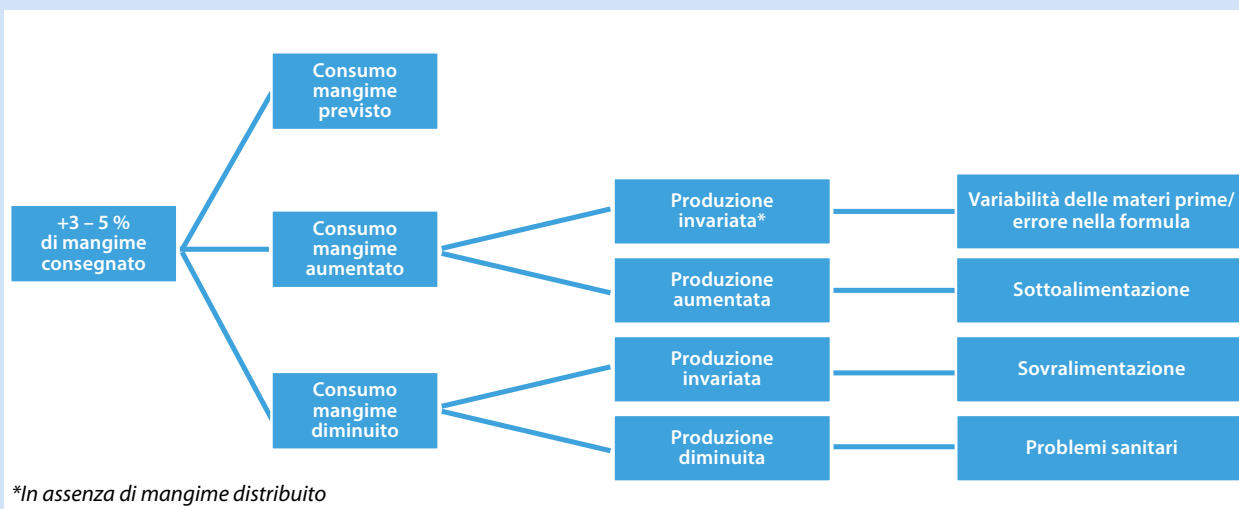 +3 – 5 %
di mangime
consegnato
Consumo
mangime
previsto
Consumo
mangime
aumentato
Consumo
mangime
diminuito
Produzione
invariata*
Produzione
aumentata
Produzione
invariata
Produzione
diminuita
Variabilità delle materi prime/
errore nella formula
Sottoalimentazione
Sovralimentazione
Problemi sanitari
*In assenza di mangime distribuito